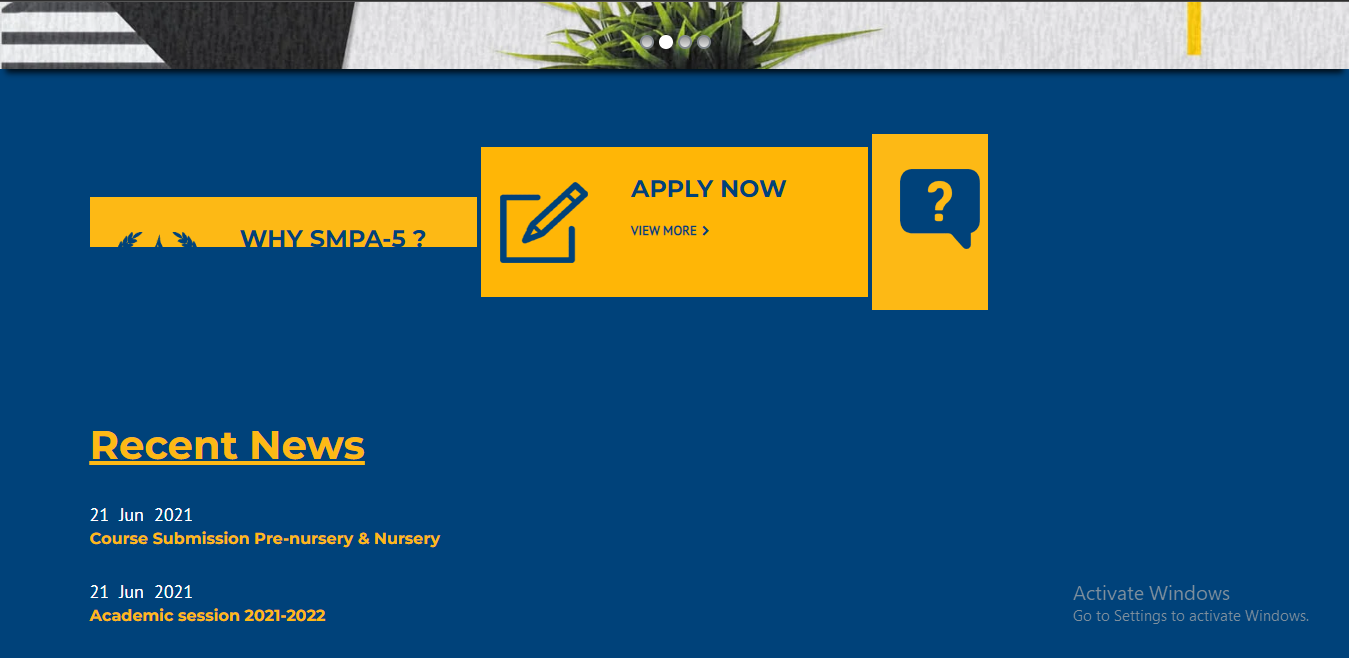 WHY SMPA-5 ?
APPLY NOW
VIEW MORE
Recent News
21 Jun 2021
Course Submission Pre-nursery & Nursery
21 Jun 2021
Academic session 2021-2022
Activate Windows
Go to Settings to activate Windows.